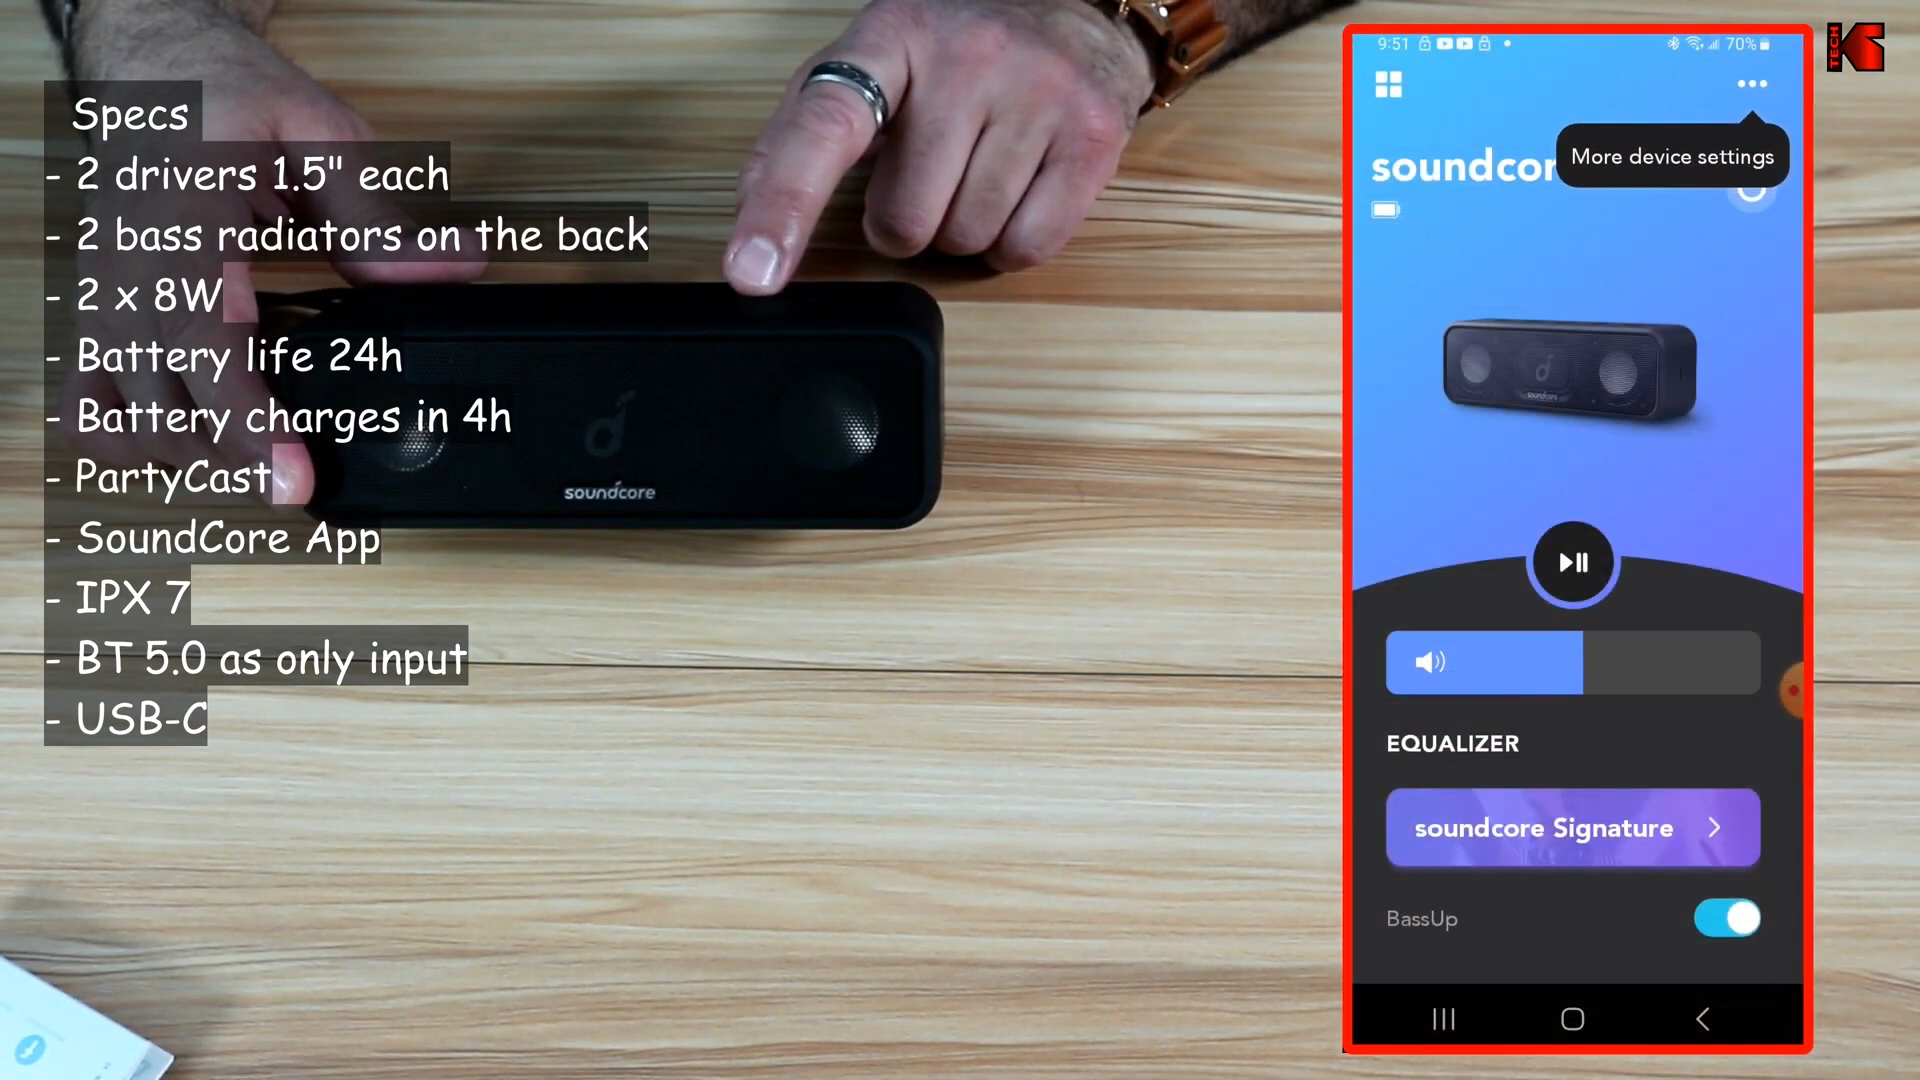 Specs
- 2 drivers 1.5" each
- 2 bass radiators on the back
- 2 x 8W
- Battery life 24h
- Battery charges in 4h
- PartyCast
- SoundCore App
- IPX 7
- BT 5.0 as only input
- USB-C
soundcore
9:51
70%
More device settings
soundcor
soundcore
EQUALIZER
soundcore Signature
BassUp
TECH